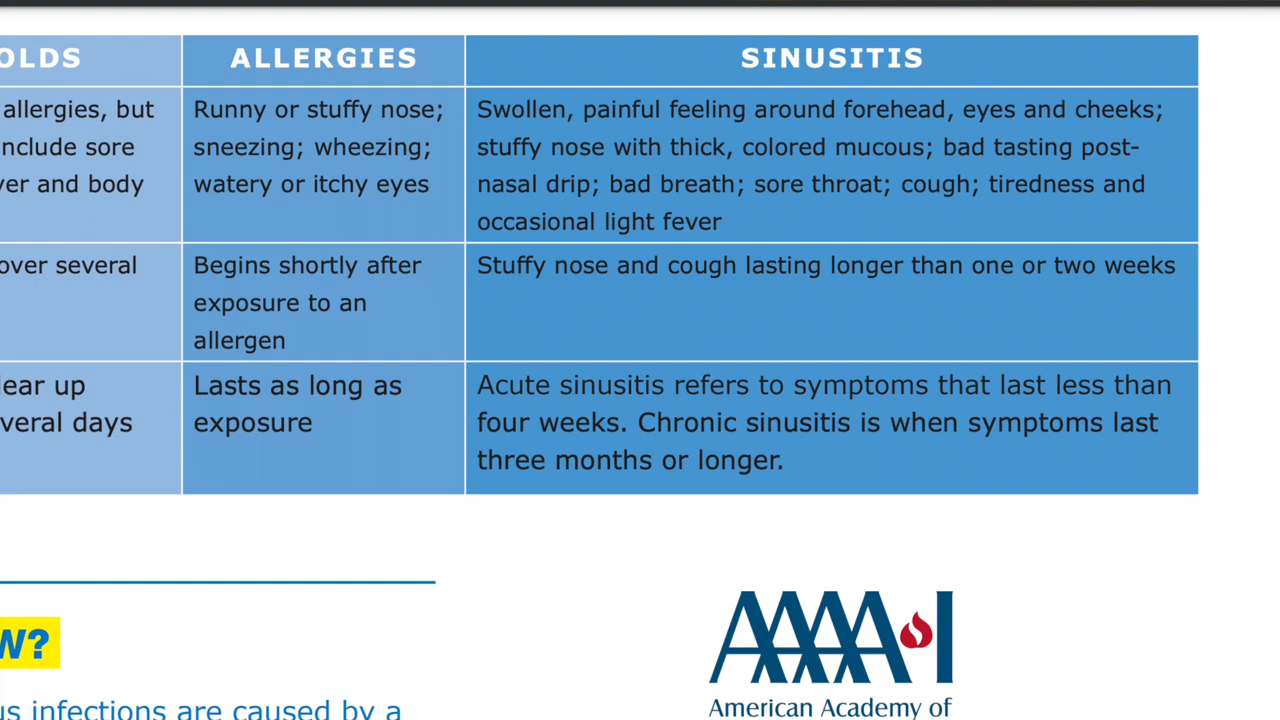 OLDS
ALLERGIES
SINUSITIS
allergies, but
nclude sore
ver and body
Runny or stuffy nose;
sneezing; wheezing;
watery or itchy eyes
Swollen, painful feeling around forehead, eyes and cheeks;
stuffy nose with thick, colored mucous; bad tasting post-
nasal drip; bad breath; sore throat; cough; tiredness and
occasional light fever
over several
Begins shortly after
exposure to an
allergen
Stuffy nose and cough lasting longer than one or two weeks
lear up
veral days
Lasts as long as
exposure
Acute sinusitis refers to symptoms that last less than
four weeks. Chronic sinusitis is when symptoms last
three months or longer.
W?
us infections are caused by a
AAAAI
American Academy of